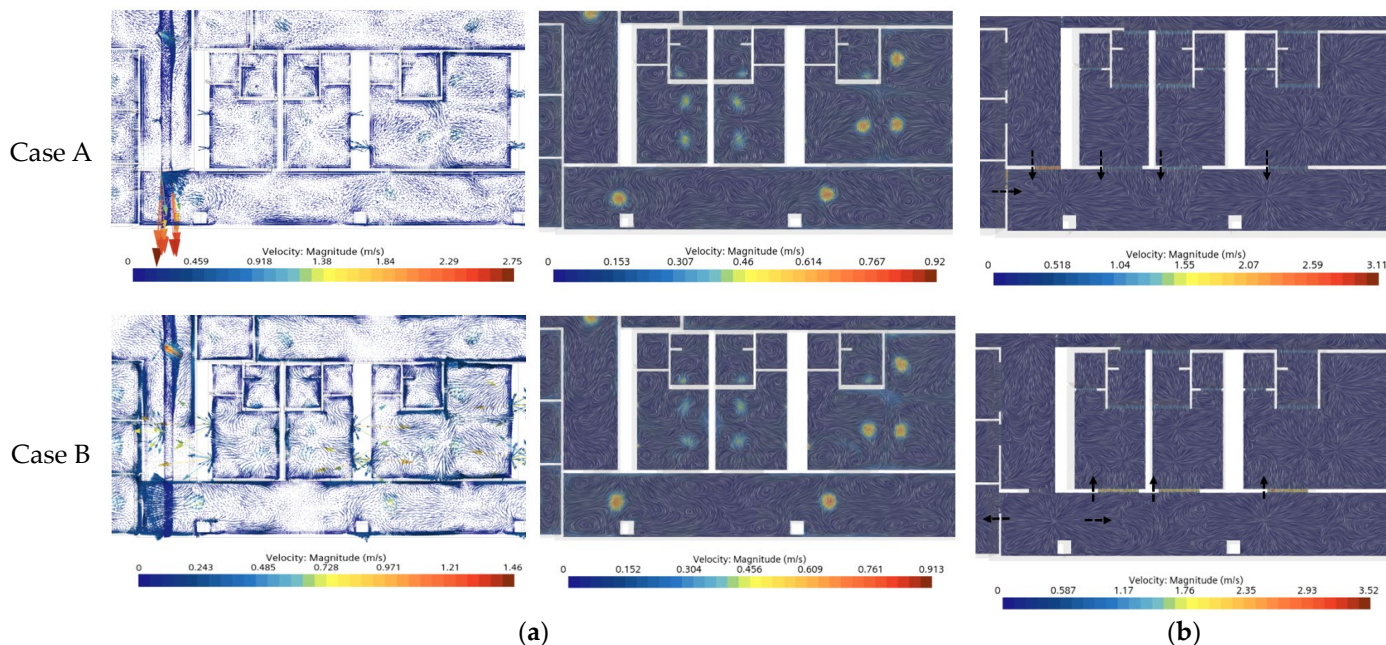 Case A
Velocity: Magnitude (m/s)
0 0.459 0.918 1.38 1.84 2.29 2.75
Velocity: Magnitude (m/s)
0 0.153 0.307 0.46 0.614 0.767 0.92
Velocity: Magnitude (m/s)
0 0.518 1.04 1.55 2.07 2.59 3.11
Case B
Velocity: Magnitude (m/s)
0 0.243 0.485 0.728 0.971 1.21 1.46
Velocity: Magnitude (m/s)
0 0.152 0.304 0.456 0.609 0.761 0.913
Velocity: Magnitude (m/s)
0 0.587 1.17 1.76 2.35 2.93 3.52
(a)
(b)